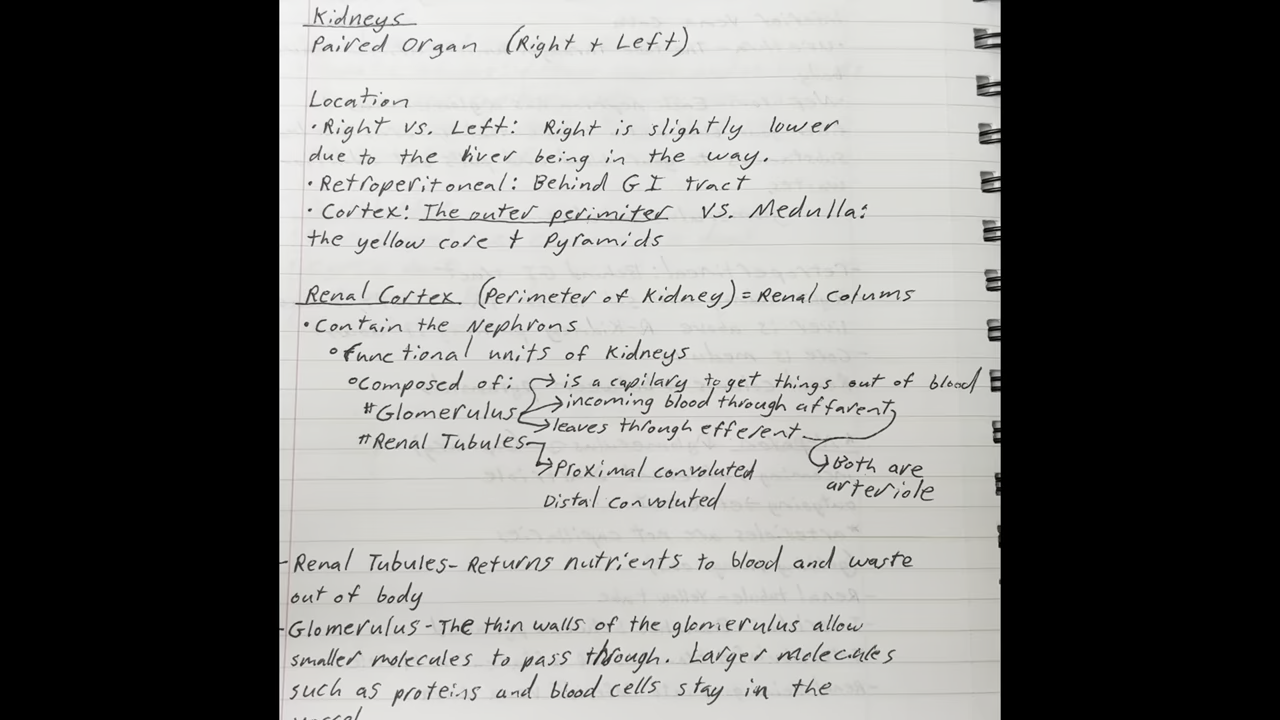 Kidneys
Paired Organ (Right + Left)
Location
• Right vs. Left: Right is slightly lower
due to the liver being in the way.
• Retroperitoneal: Behind GI tract
• Cortex: The outer perimiter vs. Medulla:
the yellow core + Pyramids
Renal Cortex (Perimeter of Kidney) = Renal colums
• Contain the Nephrons
° functional units of Kidneys
° Composed of: → is a capilary to get things out of blood
# Glomerulus → incoming blood through affarent
→ leaves through efferent
# Renal Tubules → Both are
→ Proximal convoluted arteriole
Distal convoluted
- Renal Tubules - Returns nutrients to blood and waste
out of body
- Glomerulus - The thin walls of the glomerulus allow
smaller molecules to pass through. Larger molecules
such as proteins and blood cells stay in the